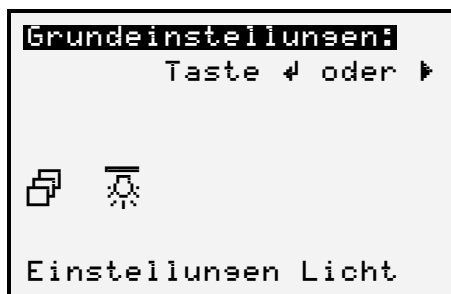 Grundeinstellungen:
Taste ↲ oder ▶
Einstellungen Licht